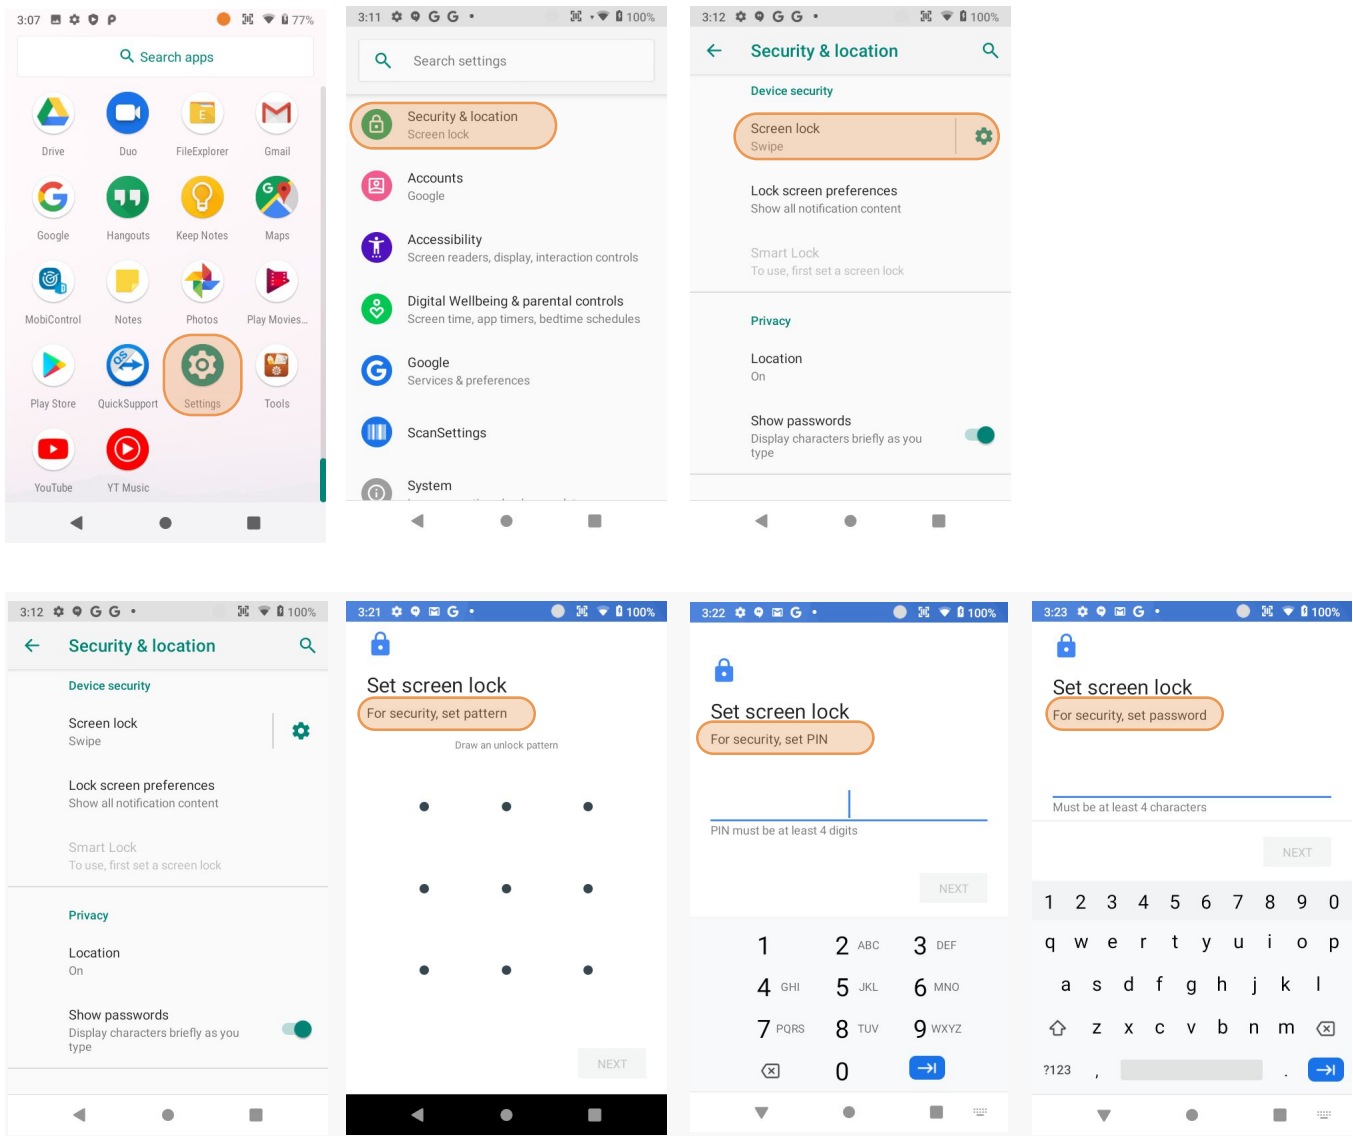 3:07 77%
Search apps
Drive Duo FileExplorer Gmail
Google Hangouts Keep Notes Maps
MobiControl Notes Photos Play Movies...
Play Store QuickSupport Settings Tools
YouTube YT Music
3:11 G G • 100%
Search settings
Security & location
Screen lock
Accounts
Google
Accessibility
Screen readers, display, interaction controls
Digital Wellbeing & parental controls
Screen time, app timers, bedtime schedules
Google
Services & preferences
ScanSettings
System
3:12 G G • 100%
Security & location
Device security
Screen lock
Swipe
Lock screen preferences
Show all notification content
Smart Lock
To use, first set a screen lock
Privacy
Location
On
Show passwords
Display characters briefly as you
type
3:12 G G • 100%
Security & location
Device security
Screen lock
Swipe
Lock screen preferences
Show all notification content
Smart Lock
To use, first set a screen lock
Privacy
Location
On
Show passwords
Display characters briefly as you
type
3:21 G • 100%
Set screen lock
For security, set pattern
Draw an unlock pattern
NEXT
3:22 G • 100%
Set screen lock
For security, set PIN
PIN must be at least 4 digits
NEXT
1 2 ABC 3 DEF
4 GHI 5 JKL 6 MNO
7 PQRS 8 TUV 9 WXYZ
0
3:23 G • 100%
Set screen lock
For security, set password
Must be at least 4 characters
NEXT
1 2 3 4 5 6 7 8 9 0
q w e r t y u i o p
a s d f g h j k l
z x c v b n m
?123 , .